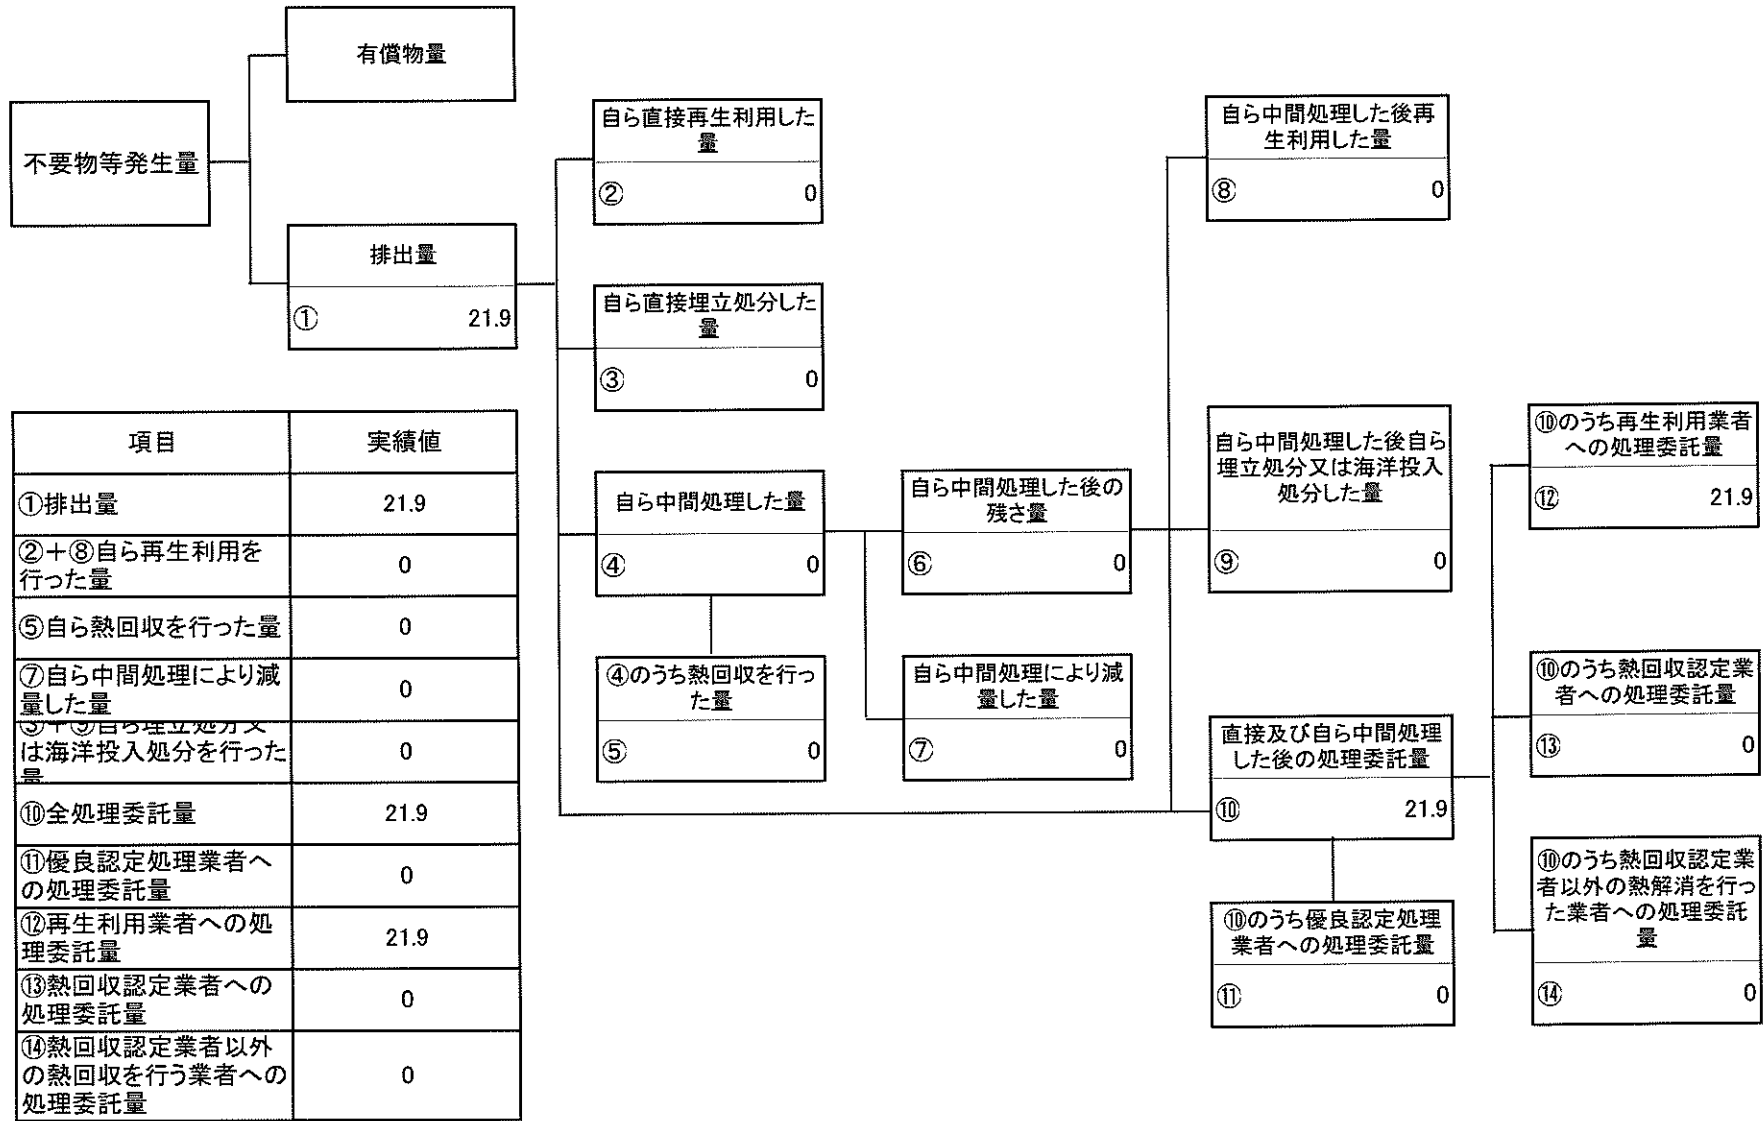 有償物量
不要物等発生量
排出量
① 21.9
自ら直接再生利用した
量
② 0
自ら直接埋立処分した
量
③ 0
自ら中間処理した量
④ 0
④のうち熱回収を行っ
た量
⑤ 0
自ら中間処理した後の
残さ量
⑥ 0
自ら中間処理により減
量した量
⑦ 0
自ら中間処理した後再
生利用した量
⑧ 0
自ら中間処理した後自ら
埋立処分又は海洋投入
処分した量
⑨ 0
直接及び自ら中間処理
した後の処理委託量
⑩ 21.9
⑩のうち優良認定処理
業者への処理委託量
⑪ 0
⑩のうち再生利用業者
への処理委託量
⑫ 21.9
⑩のうち熱回収認定業
者への処理委託量
⑬ 0
⑩のうち熱回収認定業
者以外の熱解消を行っ
た業者への処理委託
量
⑭ 0
項目 実績値
①排出量 21.9
②+⑧自ら再生利用を
行った量 0
⑤自ら熱回収を行った量 0
⑦自ら中間処理により減
量した量 0
③+⑨自ら埋立処分又
は海洋投入処分を行った
量 0
⑩全処理委託量 21.9
⑪優良認定処理業者へ
の処理委託量 0
⑫再生利用業者への処
理委託量 21.9
⑬熱回収認定業者への
処理委託量 0
⑭熱回収認定業者以外
の熱回収を行う業者への
処理委託量 0